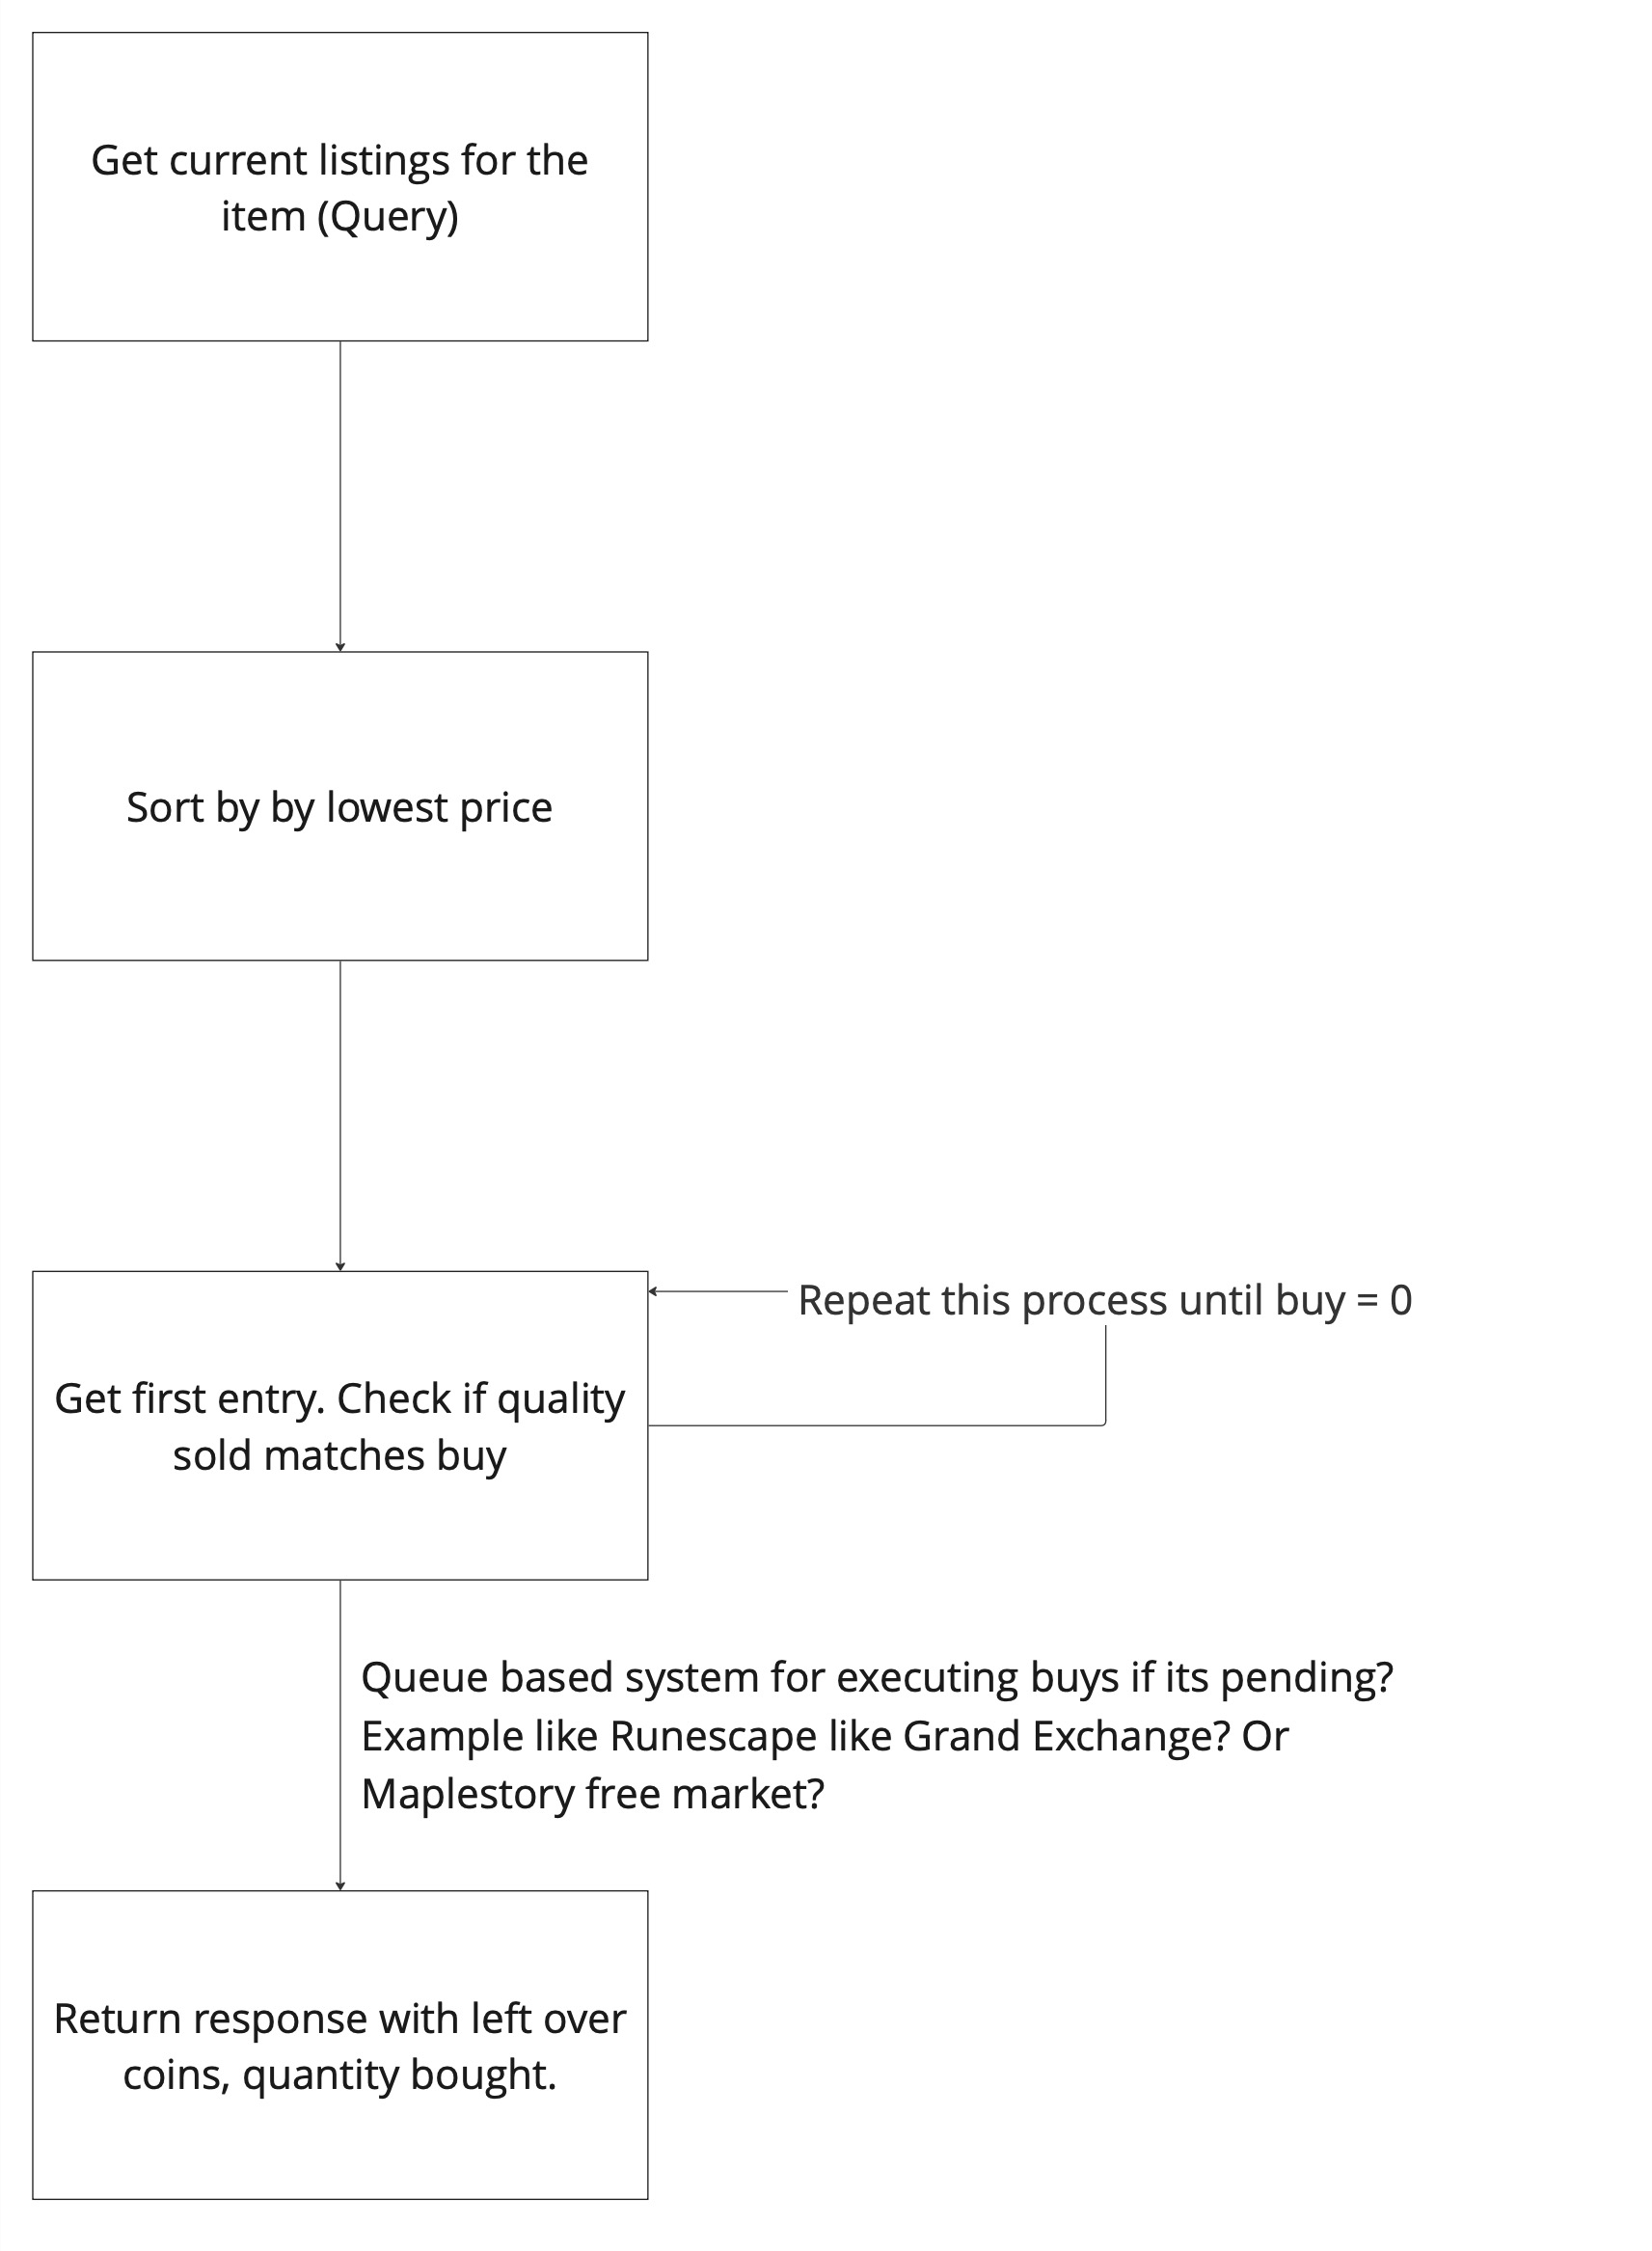 Get current listings for the
item (Query)
Sort by by lowest price
Repeat this process until buy = 0
Get first entry. Check if quality
sold matches buy
Queue based system for executing buys if its pending?
Example like Runescape like Grand Exchange? Or
Maplestory free market?
Return response with left over
coins, quantity bought.